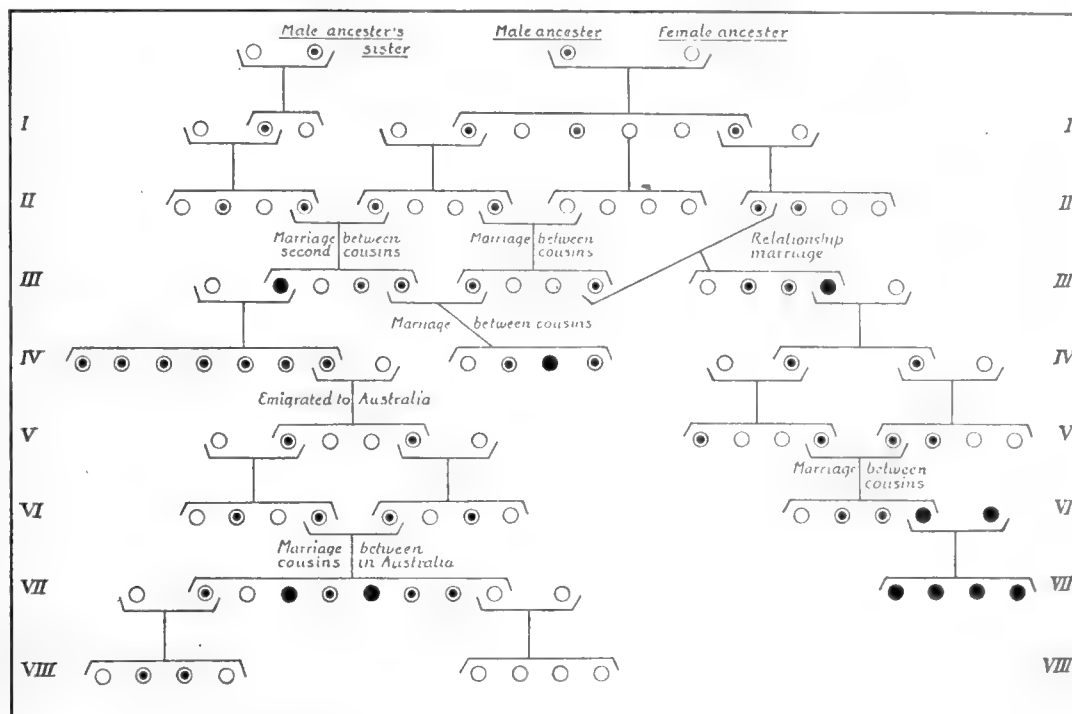 Male ancester's
sister
Male ancester
Female ancester
I
I
II
II
Marriage between
second cousins
Marriage between
cousins
Relationship
marriage
III
III
Marriage between cousins
IV
IV
Emigrated to Australia
V
V
Marriage between
cousins
VI
VI
Marriage between
cousins in Australia
VII
VII
VIII
VIII